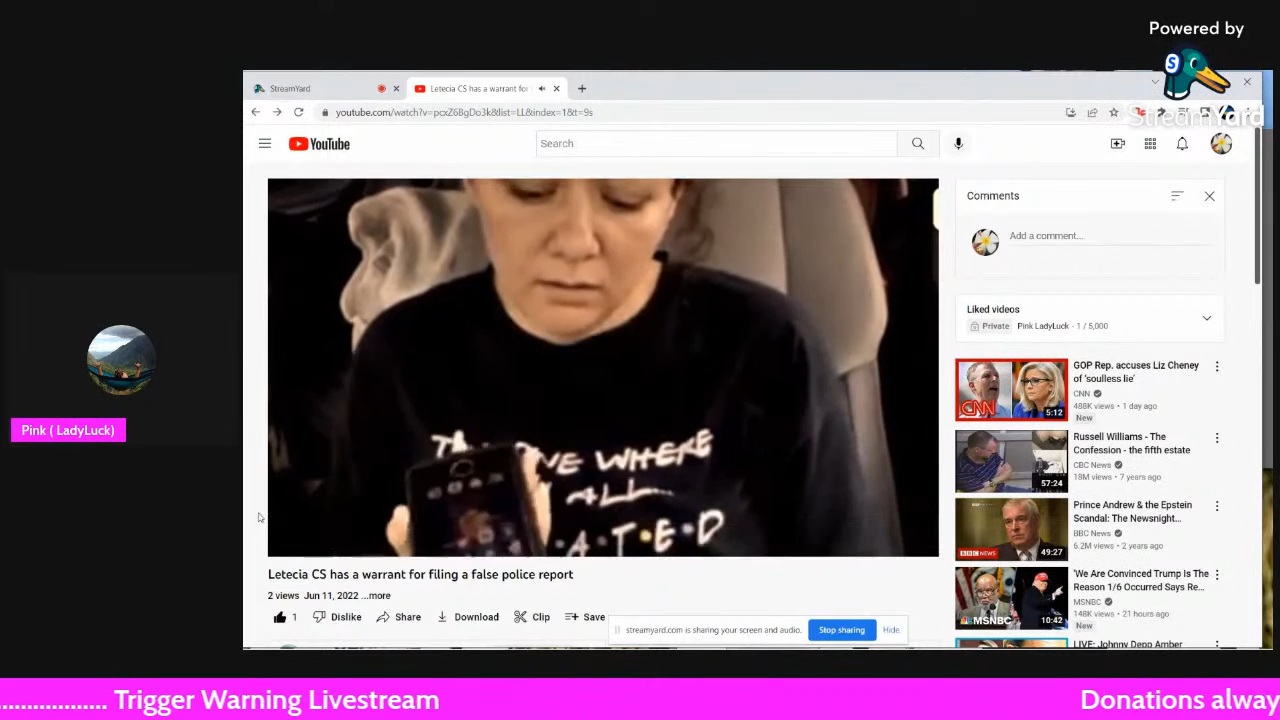 Powered by
StreamYard
StreamYard
Letecia CS has a warrant for
youtube.com/watch?v=pcxZ6BgDo3k&list=LL&index=1&t=9s
YouTube
Search
Comments
Add a comment...
Liked videos
Private Pink LadyLuck · 1 / 5,000
GOP Rep. accuses Liz Cheney
of 'soulless lie'
CNN
488K views • 1 day ago
New
CNN
5:12
Russell Williams - The
Confession - the fifth estate
CBC News
18M views • 7 years ago
57:24
Prince Andrew & the Epstein
Scandal: The Newsnight...
BBC News
6.2M views • 2 years ago
BBC NEWS
49:27
'We Are Convinced Trump Is The
Reason 1/6 Occurred Says Re...
MSNBC
148K views • 21 hours ago
New
MSNBC
10:42
LIVE: Johnny Depp Amber
WHERE
ALL
A•T•E•D
Pink ( LadyLuck)
Letecia CS has a warrant for filing a false police report
2 views Jun 11, 2022 ...more
1 Dislike Share Download Clip Save
streamyard.com is sharing your screen and audio. Stop sharing Hide
.................. Trigger Warning Livestream
Donations alway